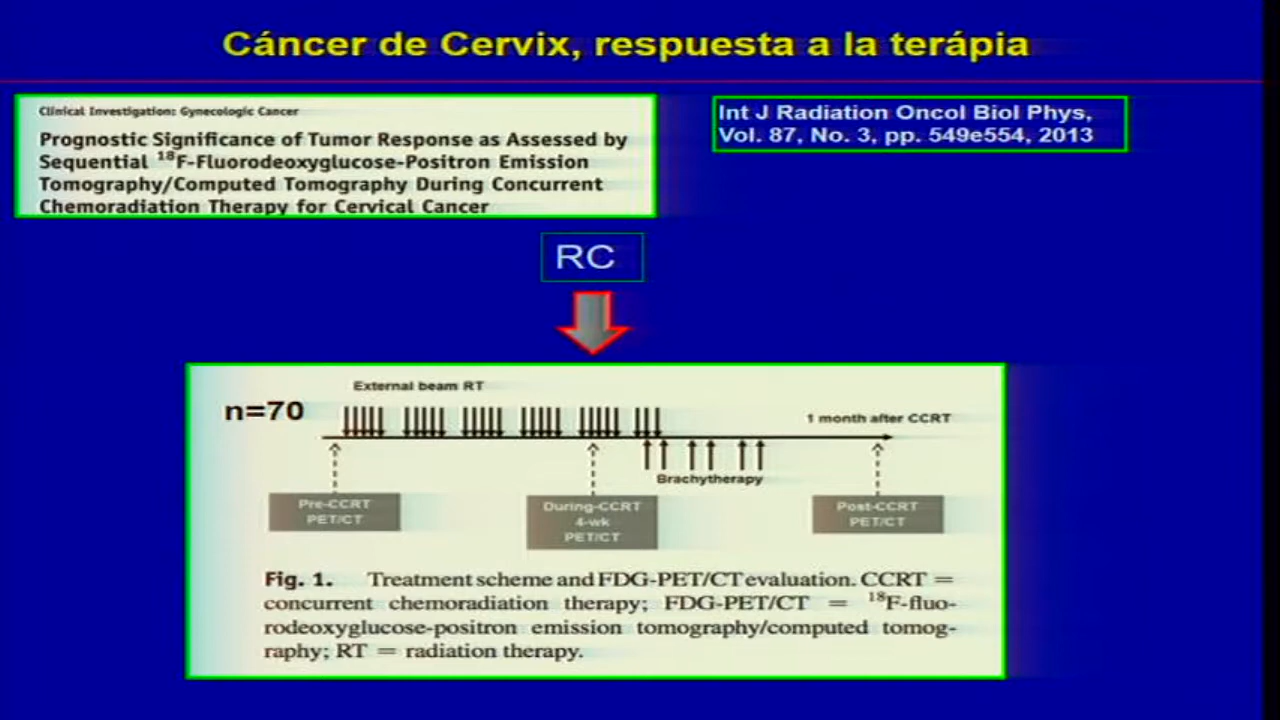 Cáncer de Cervix, respuesta a la terápia
Clinical Investigation: Gynecologic Cancer
Prognostic Significance of Tumor Response as Assessed by
Sequential ¹⁸F-Fluorodeoxyglucose-Positron Emission
Tomography/Computed Tomography During Concurrent
Chemoradiation Therapy for Cervical Cancer
Int J Radiation Oncol Biol Phys,
Vol. 87, No. 3, pp. 549e554, 2013
RC
External beam RT
n=70
1 month after CCRT
Brachytherapy
Pre-CCRT
PET/CT
During-CCRT
4-wk
PET/CT
Post-CCRT
PET/CT
Fig. 1. Treatment scheme and FDG-PET/CT evaluation. CCRT =
concurrent chemoradiation therapy; FDG-PET/CT = ¹⁸F-fluo-
rodeoxyglucose-positron emission tomography/computed tomog-
raphy; RT = radiation therapy.